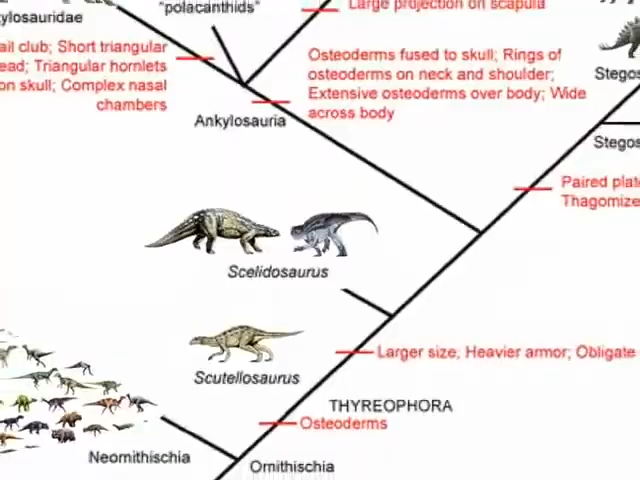 "polacanthids"
Large projection on scapula
ylosauridae
ail club; Short triangular
ead; Triangular hornlets
on skull; Complex nasal
chambers
Osteoderms fused to skull; Rings of
osteoderms on neck and shoulder;
Extensive osteoderms over body; Wide
across body
Stegos
Ankylosauria
Stegos
Paired plat
Thagomize
Scelidosaurus
Larger size; Heavier armor; Obligate
Scutellosaurus
THYREOPHORA
Osteoderms
Neornithischia
Ornithischia